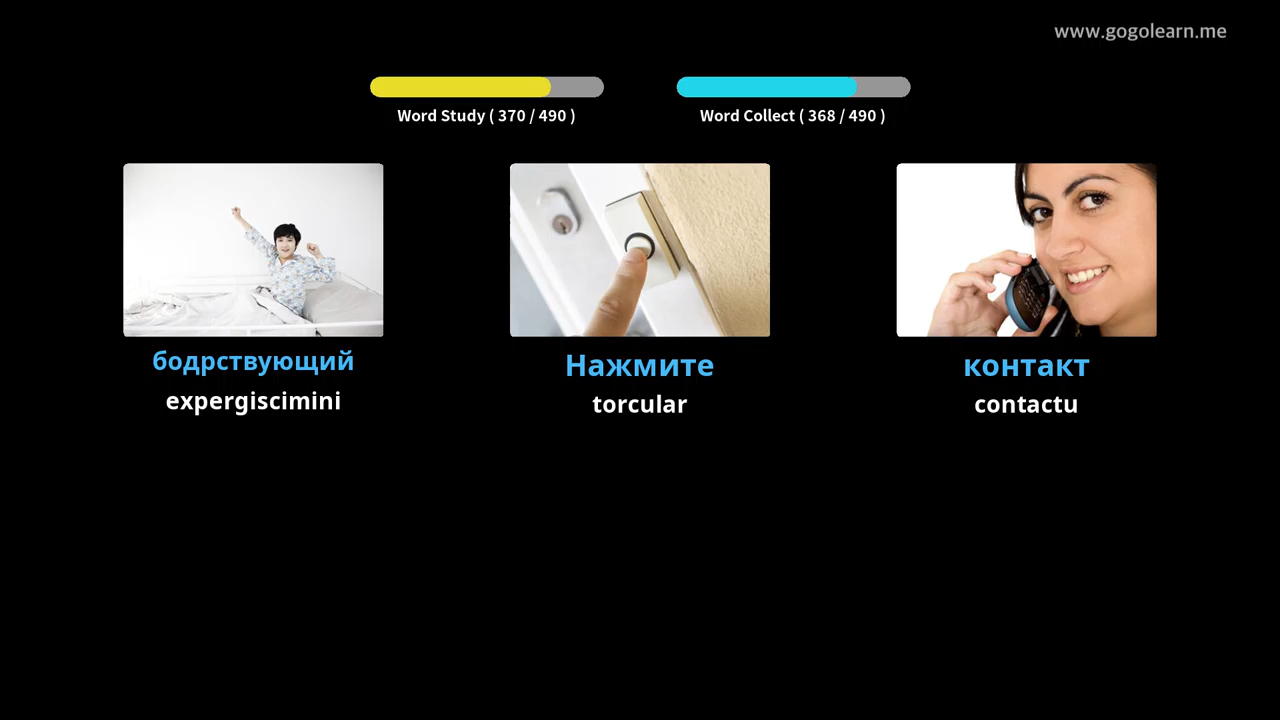 www.gogolearn.me
Word Study ( 370 / 490 )
Word Collect ( 368 / 490 )
бодрствующий
Нажмите
контакт
expergiscimini
torcular
contactu